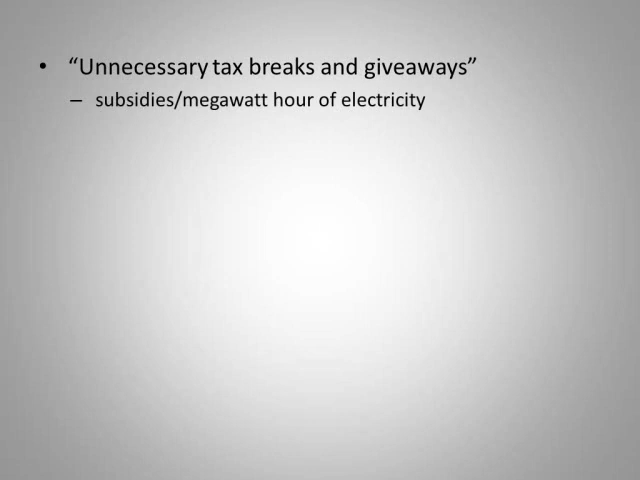 • “Unnecessary tax breaks and giveaways”
– subsidies/megawatt hour of electricity